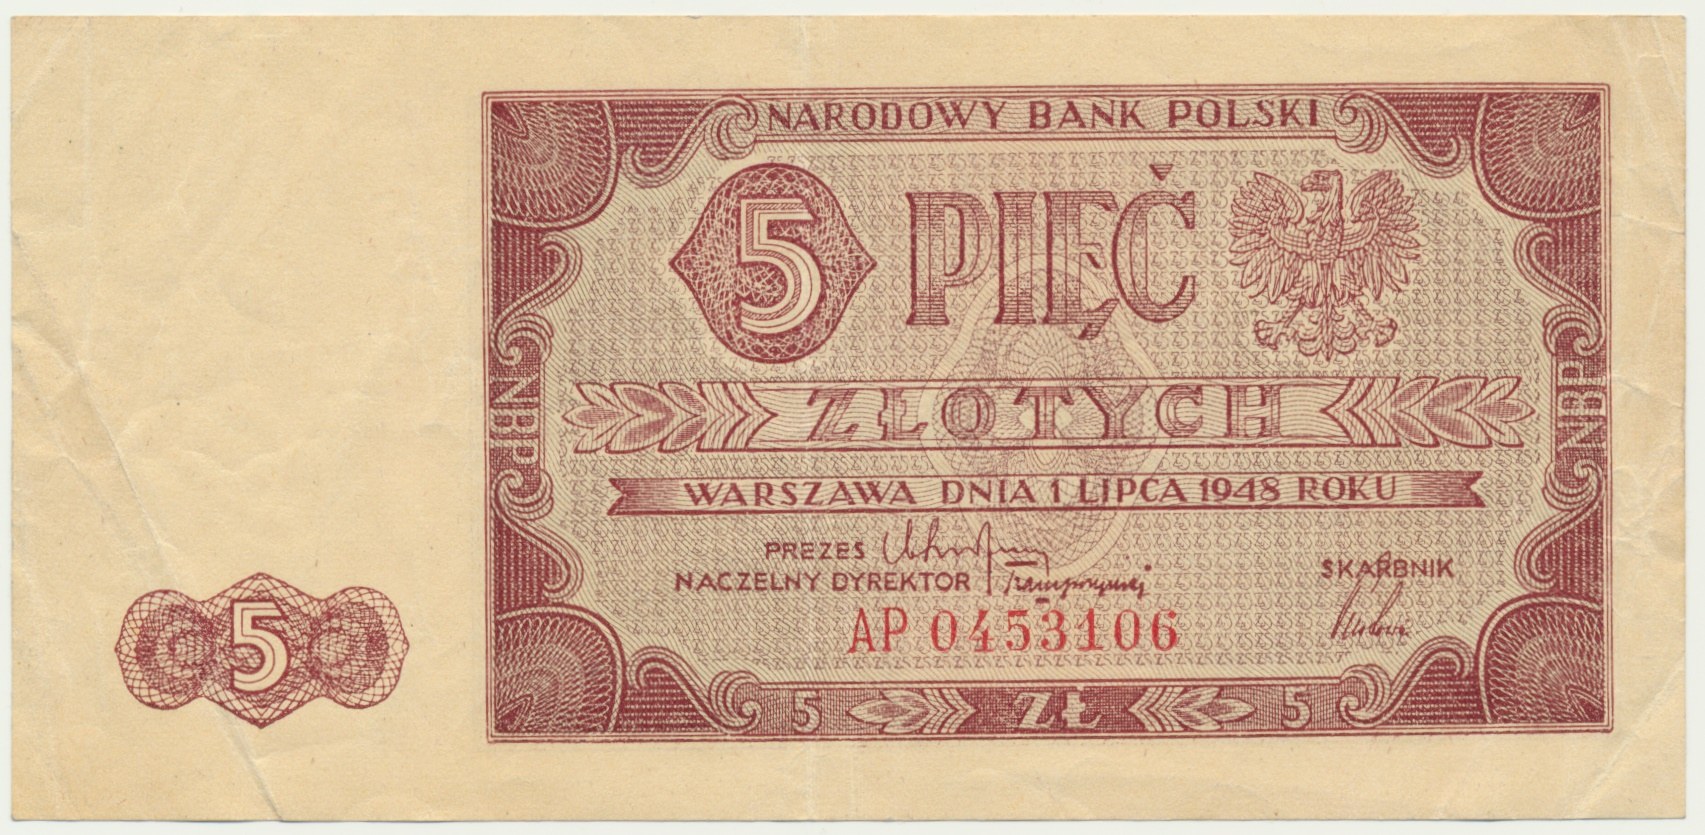 NARODOWY BANK POLSKI
5 PIĘČ
ZŁOTYCH
WARSZAWA DNIA 1 LIPCA 1948 ROKU
PREZES
NACZELNY DYREKTOR
SKARBNIK
AP 0453106
5 ZŁ 5
NBP
NBP
5